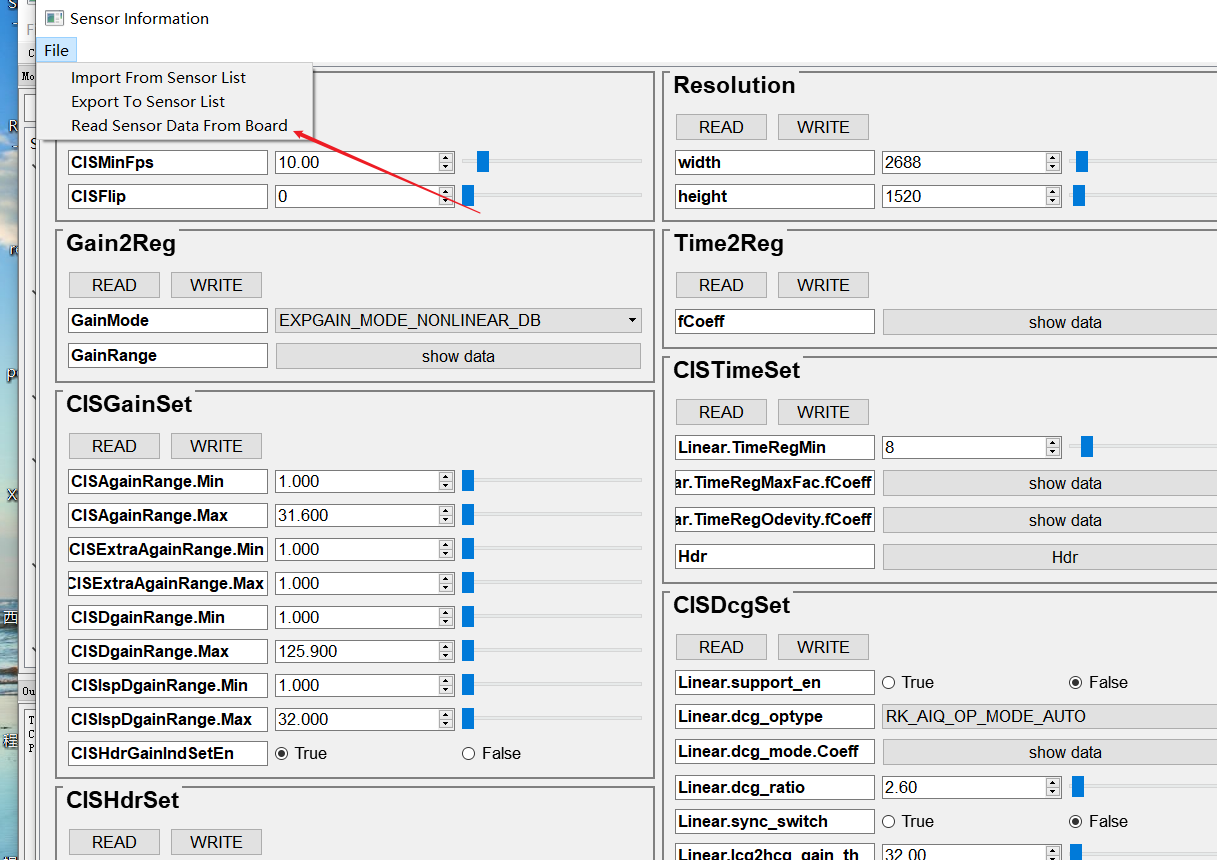 Sensor Information
File
Import From Sensor List
Export To Sensor List
Read Sensor Data From Board
CISMinFps 10.00
CISFlip 0
Resolution
READ WRITE
width 2688
height 1520
Gain2Reg
READ WRITE
GainMode EXPGAIN_MODE_NONLINEAR_DB
GainRange show data
Time2Reg
READ WRITE
fCoeff show data
CISGainSet
READ WRITE
CISAgainRange.Min 1.000
CISAgainRange.Max 31.600
CISExtraAgainRange.Min 1.000
CISExtraAgainRange.Max 1.000
CISDgainRange.Min 1.000
CISDgainRange.Max 125.900
CISIspDgainRange.Min 1.000
CISIspDgainRange.Max 32.000
CISHdrGainIndSetEn True False
CISTimeSet
READ WRITE
Linear.TimeRegMin 8
ar.TimeRegMaxFac.fCoeff show data
ar.TimeRegOdevity.fCoeff show data
Hdr Hdr
CISDcgSet
READ WRITE
Linear.support_en True False
Linear.dcg_optype RK_AIQ_OP_MODE_AUTO
Linear.dcg_mode.Coeff show data
Linear.dcg_ratio 2.60
Linear.sync_switch True False
Linear.lcg2hcg_gain_th 32.00
CISHdrSet
READ WRITE